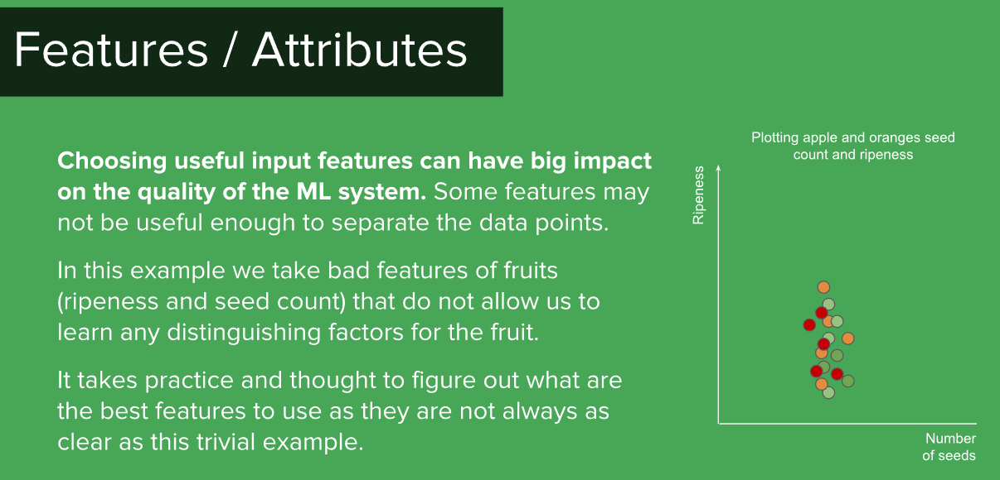 Features / Attributes
Choosing useful input features can have big impact
on the quality of the ML system. Some features may
not be useful enough to separate the data points.
In this example we take bad features of fruits
(ripeness and seed count) that do not allow us to
learn any distinguishing factors for the fruit.
It takes practice and thought to figure out what are
the best features to use as they are not always as
clear as this trivial example.
Plotting apple and oranges seed
count and ripeness
Ripeness
Number
of seeds